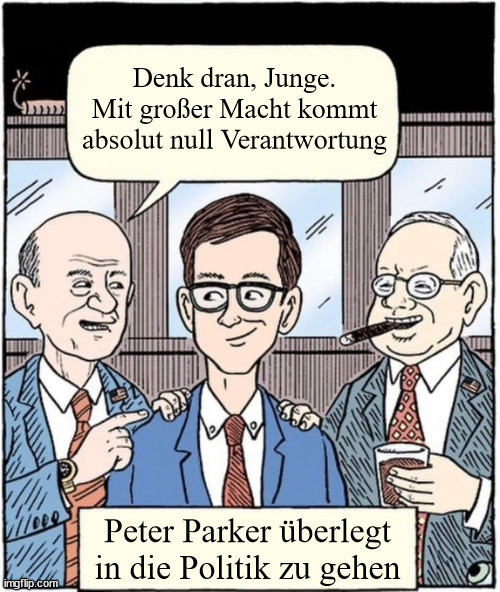 Denk dran, Junge.
Mit großer Macht kommt
absolut null Verantwortung
Peter Parker überlegt
in die Politik zu gehen
imgflip.com